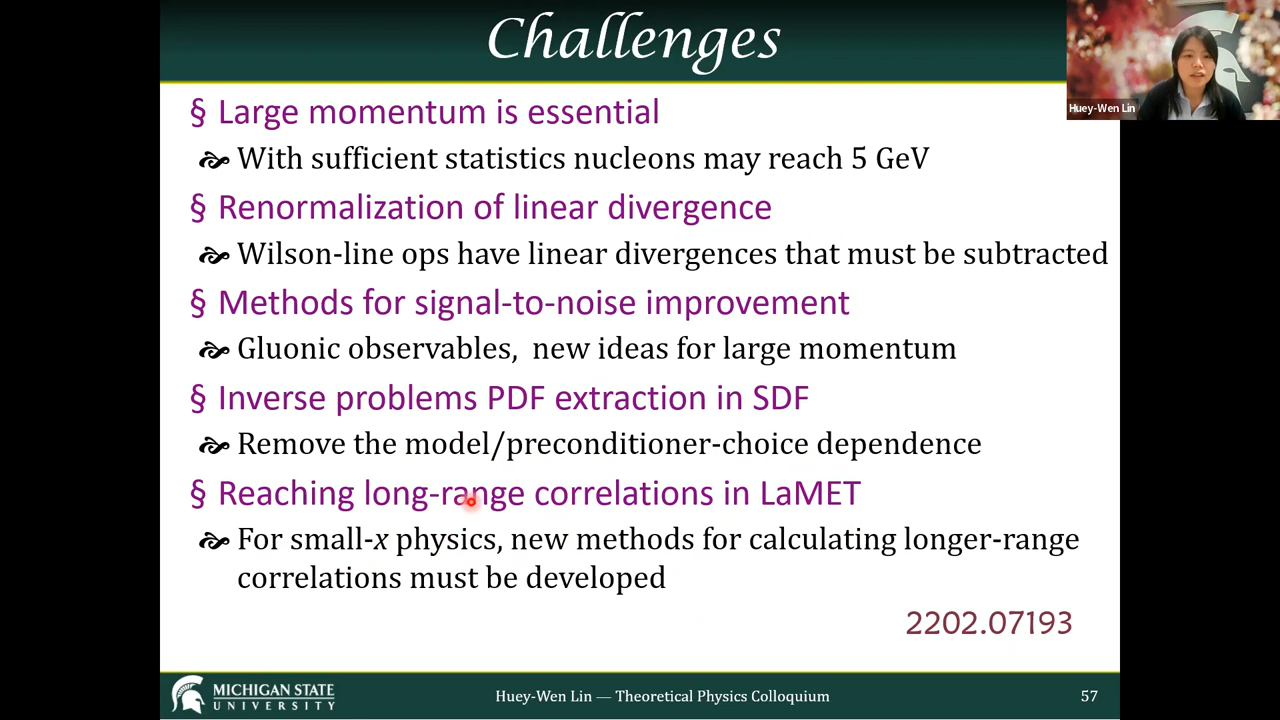 Challenges
Huey-Wen Lin
§ Large momentum is essential
With sufficient statistics nucleons may reach 5 GeV
§ Renormalization of linear divergence
Wilson-line ops have linear divergences that must be subtracted
§ Methods for signal-to-noise improvement
Gluonic observables, new ideas for large momentum
§ Inverse problems PDF extraction in SDF
Remove the model/preconditioner-choice dependence
§ Reaching long-range correlations in LaMET
For small-x physics, new methods for calculating longer-range
correlations must be developed
2202.07193
MICHIGAN STATE
UNIVERSITY
Huey-Wen Lin — Theoretical Physics Colloquium
57